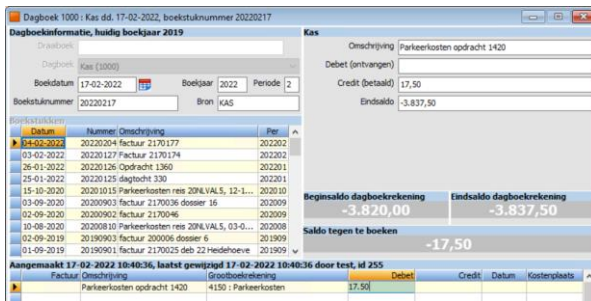 Dagboek 1000 : Kas dd. 17-02-2022, boekstuknummer 20220217
Dagboekinformatie, huidig boekjaar 2019
Draaiboek
Dagboek Kas (1000)
Boekdatum 17-02-2022 Boekjaar 2022 Periode 2
Boekstuknummer 20220217 Bron KAS
Kas
Omschrijving Parkeerkosten opdracht 1420
Debet (ontvangen)
Credit (betaald) 17,50
Eindsaldo -3.837,50
Boekstukken
Datum Nummer Omschrijving Per
04-02-2022 20220204 factuur 2170177 202202
03-02-2022 20220127 Factuur 2170174 202202
26-01-2022 20220126 Opdracht 1360 202201
25-01-2022 20220125 dagtocht 330 202201
15-10-2020 20201015 Parkeerkosten reis 20NLVAL5, 12-1... 202010
03-09-2020 20200903 factuur 2170036 dossier 16 202009
02-09-2020 20200902 factuur 2170046 202009
10-08-2020 20200810 Parkeerkosten reis 20NLVAL5, 03-0... 202008
02-09-2019 20190903 factuur 200006 dossier 6 201909
01-09-2019 20190901 factuur 2170025 deb 22 Heidehoeve 201909
Beginsaldo dagboekrekening Eindsaldo dagboekrekening
-3.820,00 -3.837,50
Saldo tegen te boeken
-17,50
Aangemaakt 17-02-2022 10:40:36, laatst gewijzigd 17-02-2022 10:40:36 door test, id 255
Factuur Omschrijving Grootboekrekening Debet Credit Datum Kostenplaats
Parkeerkosten opdracht 1420 4150 : Parkeerkosten 17.50